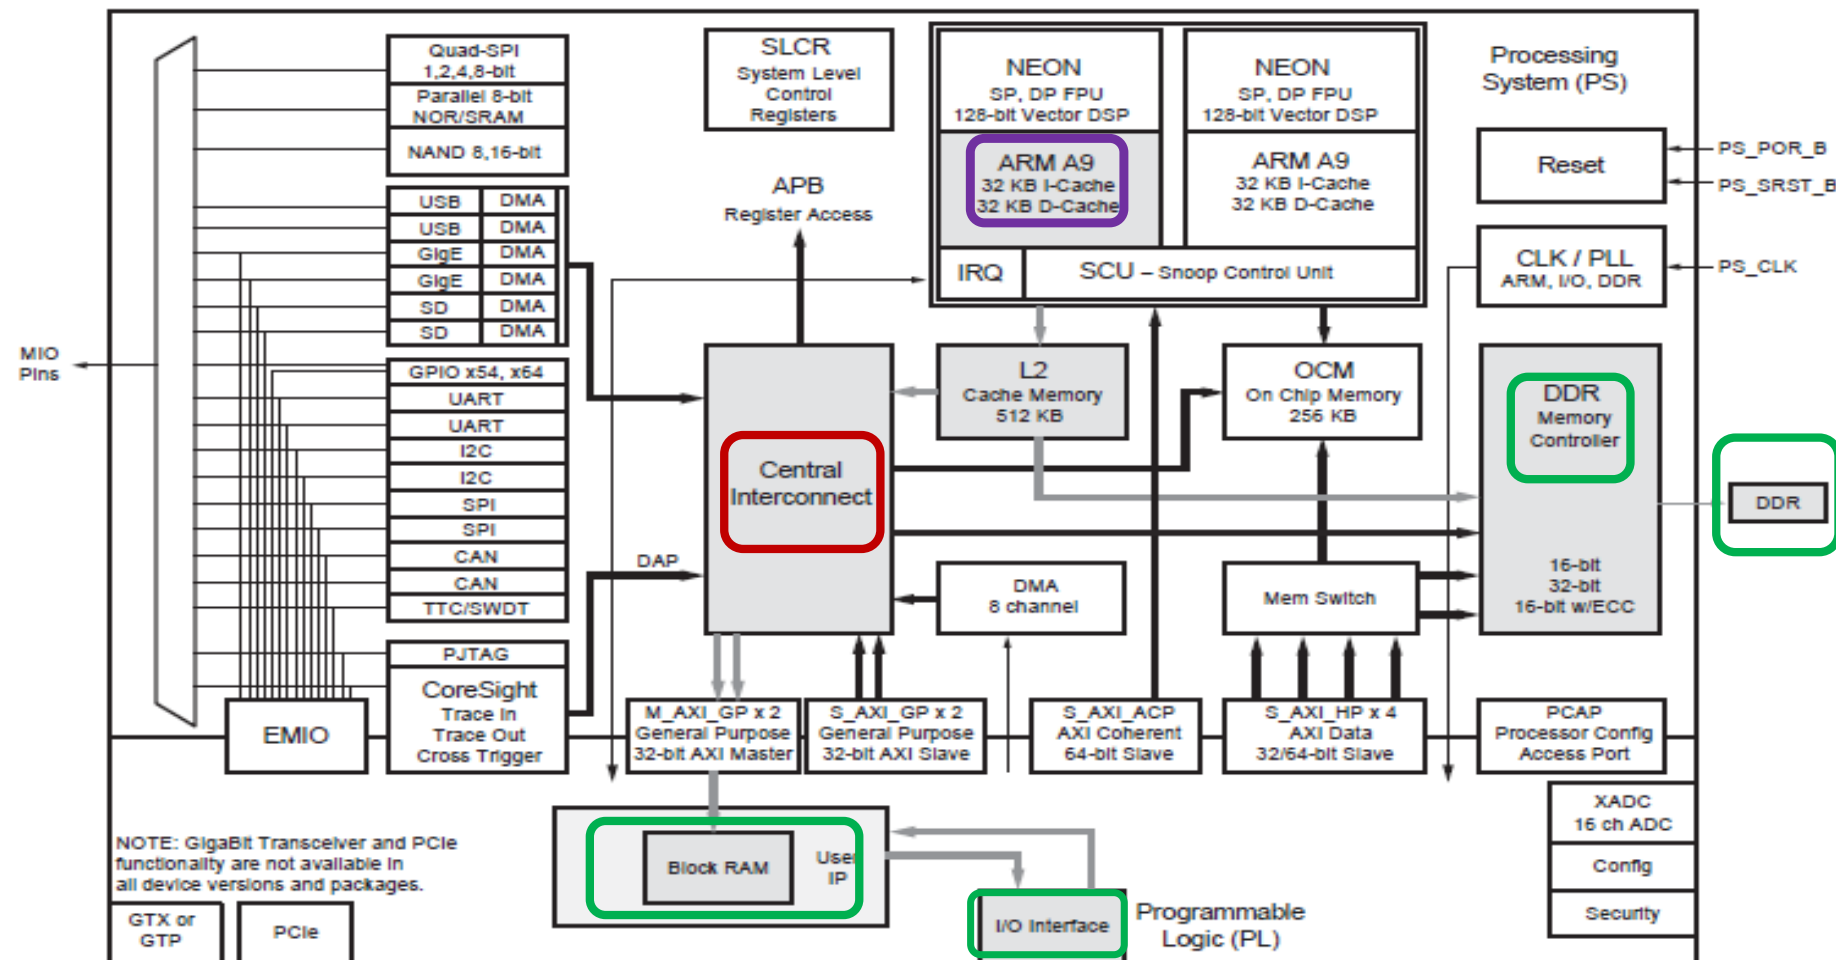 Quad-SPI
1,2,4,8-bit
Parallel 8-bit
NOR/SRAM
NAND 8,16-bit
USB DMA
USB DMA
GigE DMA
GigE DMA
SD DMA
SD DMA
GPIO x54, x64
UART
UART
I2C
I2C
SPI
SPI
CAN
CAN
TTC/SWDT
PJTAG
CoreSight
Trace In
Trace Out
Cross Trigger
MIO
Pins
EMIO
SLCR
System Level
Control
Registers
APB
Register Access
NEON
SP, DP FPU
128-bit Vector DSP
ARM A9
32 KB I-Cache
32 KB D-Cache
NEON
SP, DP FPU
128-bit Vector DSP
ARM A9
32 KB I-Cache
32 KB D-Cache
IRQ
SCU – Snoop Control Unit
Processing
System (PS)
Reset
PS_POR_B
PS_SRST_B
CLK / PLL
ARM, I/O, DDR
PS_CLK
Central
Interconnect
DAP
L2
Cache Memory
512 KB
OCM
On Chip Memory
256 KB
DDR
Memory
Controller
16-bit
32-bit
16-bit w/ECC
DDR
DMA
8 channel
Mem Switch
M_AXI_GP x 2
General Purpose
32-bit AXI Master
S_AXI_GP x 2
General Purpose
32-bit AXI Slave
S_AXI_ACP
AXI Coherent
64-bit Slave
S_AXI_HP x 4
AXI Data
32/64-bit Slave
PCAP
Processor Config
Access Port
XADC
16 ch ADC
Config
Security
NOTE: GigaBit Transceiver and PCIe
functionality are not available in
all device versions and packages.
GTX or
GTP
PCIe
Block RAM
User
IP
I/O Interface
Programmable
Logic (PL)